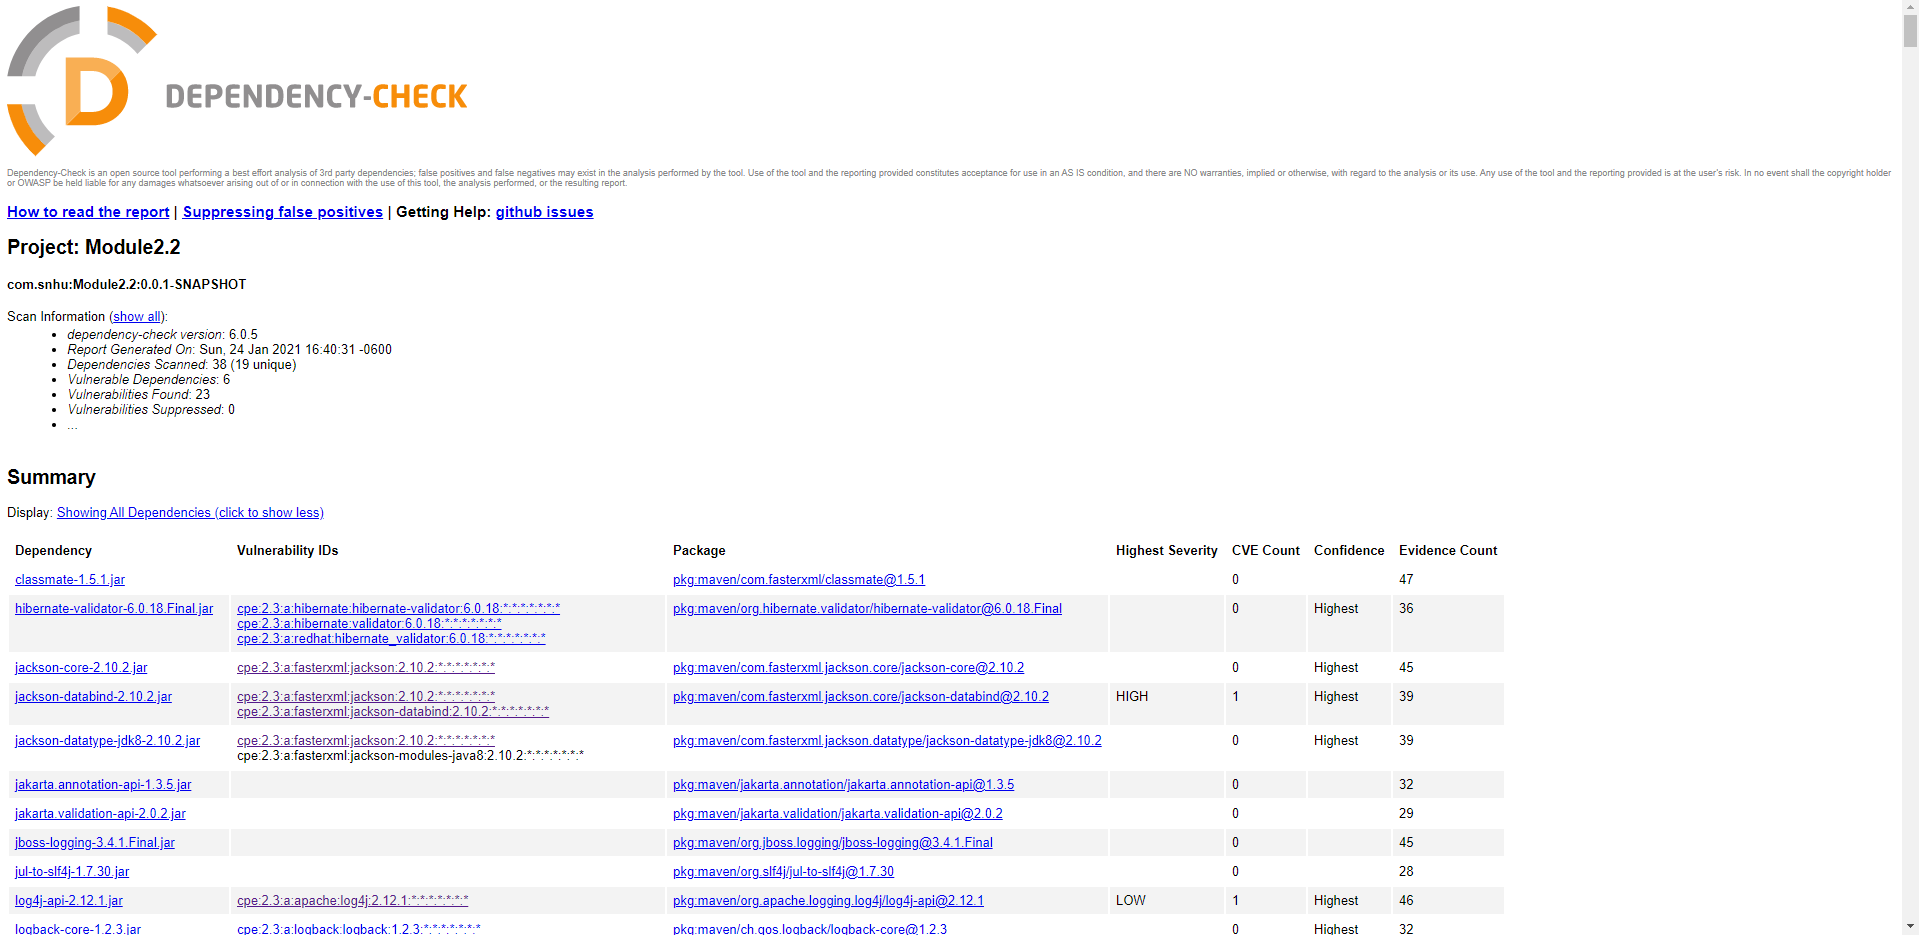 D
DEPENDENCY-CHECK
Dependency-Check is an open source tool performing a best effort analysis of 3rd party dependencies; false positives and false negatives may exist in the analysis performed by the tool. Use of the tool and the reporting provided constitutes acceptance for use in an AS IS condition, and there are NO warranties, implied or otherwise, with regard to the analysis or its use. Any use of the tool and the reporting provided is at the user's risk. In no event shall the copyright holder
or OWASP be held liable for any damages whatsoever arising out of or in connection with the use of this tool, the analysis performed, or the resulting report.
How to read the report | Suppressing false positives | Getting Help: github issues
Project: Module2.2
com.snhu:Module2.2:0.0.1-SNAPSHOT
Scan Information (show all):
• dependency-check version: 6.0.5
• Report Generated On: Sun, 24 Jan 2021 16:40:31 -0600
• Dependencies Scanned: 38 (19 unique)
• Vulnerable Dependencies: 6
• Vulnerabilities Found: 23
• Vulnerabilities Suppressed: 0
• ...
Summary
Display: Showing All Dependencies (click to show less)
Dependency Vulnerability IDs Package Highest Severity CVE Count Confidence Evidence Count
classmate-1.5.1.jar pkg:maven/com.fasterxml/classmate@1.5.1 0 47
hibernate-validator-6.0.18.Final.jar cpe:2.3:a:hibernate:hibernate-validator:6.0.18:*:*:*:*:*:*:* pkg:maven/org.hibernate.validator/hibernate-validator@6.0.18.Final 0 Highest 36
cpe:2.3:a:hibernate:validator:6.0.18:*:*:*:*:*:*:*
cpe:2.3:a:redhat:hibernate_validator:6.0.18:*:*:*:*:*:*:*
jackson-core-2.10.2.jar cpe:2.3:a:fasterxml:jackson:2.10.2:*:*:*:*:*:*:* pkg:maven/com.fasterxml.jackson.core/jackson-core@2.10.2 0 Highest 45
jackson-databind-2.10.2.jar cpe:2.3:a:fasterxml:jackson:2.10.2:*:*:*:*:*:*:* pkg:maven/com.fasterxml.jackson.core/jackson-databind@2.10.2 HIGH 1 Highest 39
cpe:2.3:a:fasterxml:jackson-databind:2.10.2:*:*:*:*:*:*:*
jackson-datatype-jdk8-2.10.2.jar cpe:2.3:a:fasterxml:jackson:2.10.2:*:*:*:*:*:*:* pkg:maven/com.fasterxml.jackson.datatype/jackson-datatype-jdk8@2.10.2 0 Highest 39
cpe:2.3:a:fasterxml:jackson-modules-java8:2.10.2:*:*:*:*:*:*:*
jakarta.annotation-api-1.3.5.jar pkg:maven/jakarta.annotation/jakarta.annotation-api@1.3.5 0 32
jakarta.validation-api-2.0.2.jar pkg:maven/jakarta.validation/jakarta.validation-api@2.0.2 0 29
jboss-logging-3.4.1.Final.jar pkg:maven/org.jboss.logging/jboss-logging@3.4.1.Final 0 45
jul-to-slf4j-1.7.30.jar pkg:maven/org.slf4j/jul-to-slf4j@1.7.30 0 28
log4j-api-2.12.1.jar cpe:2.3:a:apache:log4j:2.12.1:*:*:*:*:*:*:* pkg:maven/org.apache.logging.log4j/log4j-api@2.12.1 LOW 1 Highest 46
logback-core-1.2.3.jar cpe:2.3:a:logback:logback:1.2.3:*:*:*:*:*:*:* pkg:maven/ch.qos.logback/logback-core@1.2.3 0 Highest 32